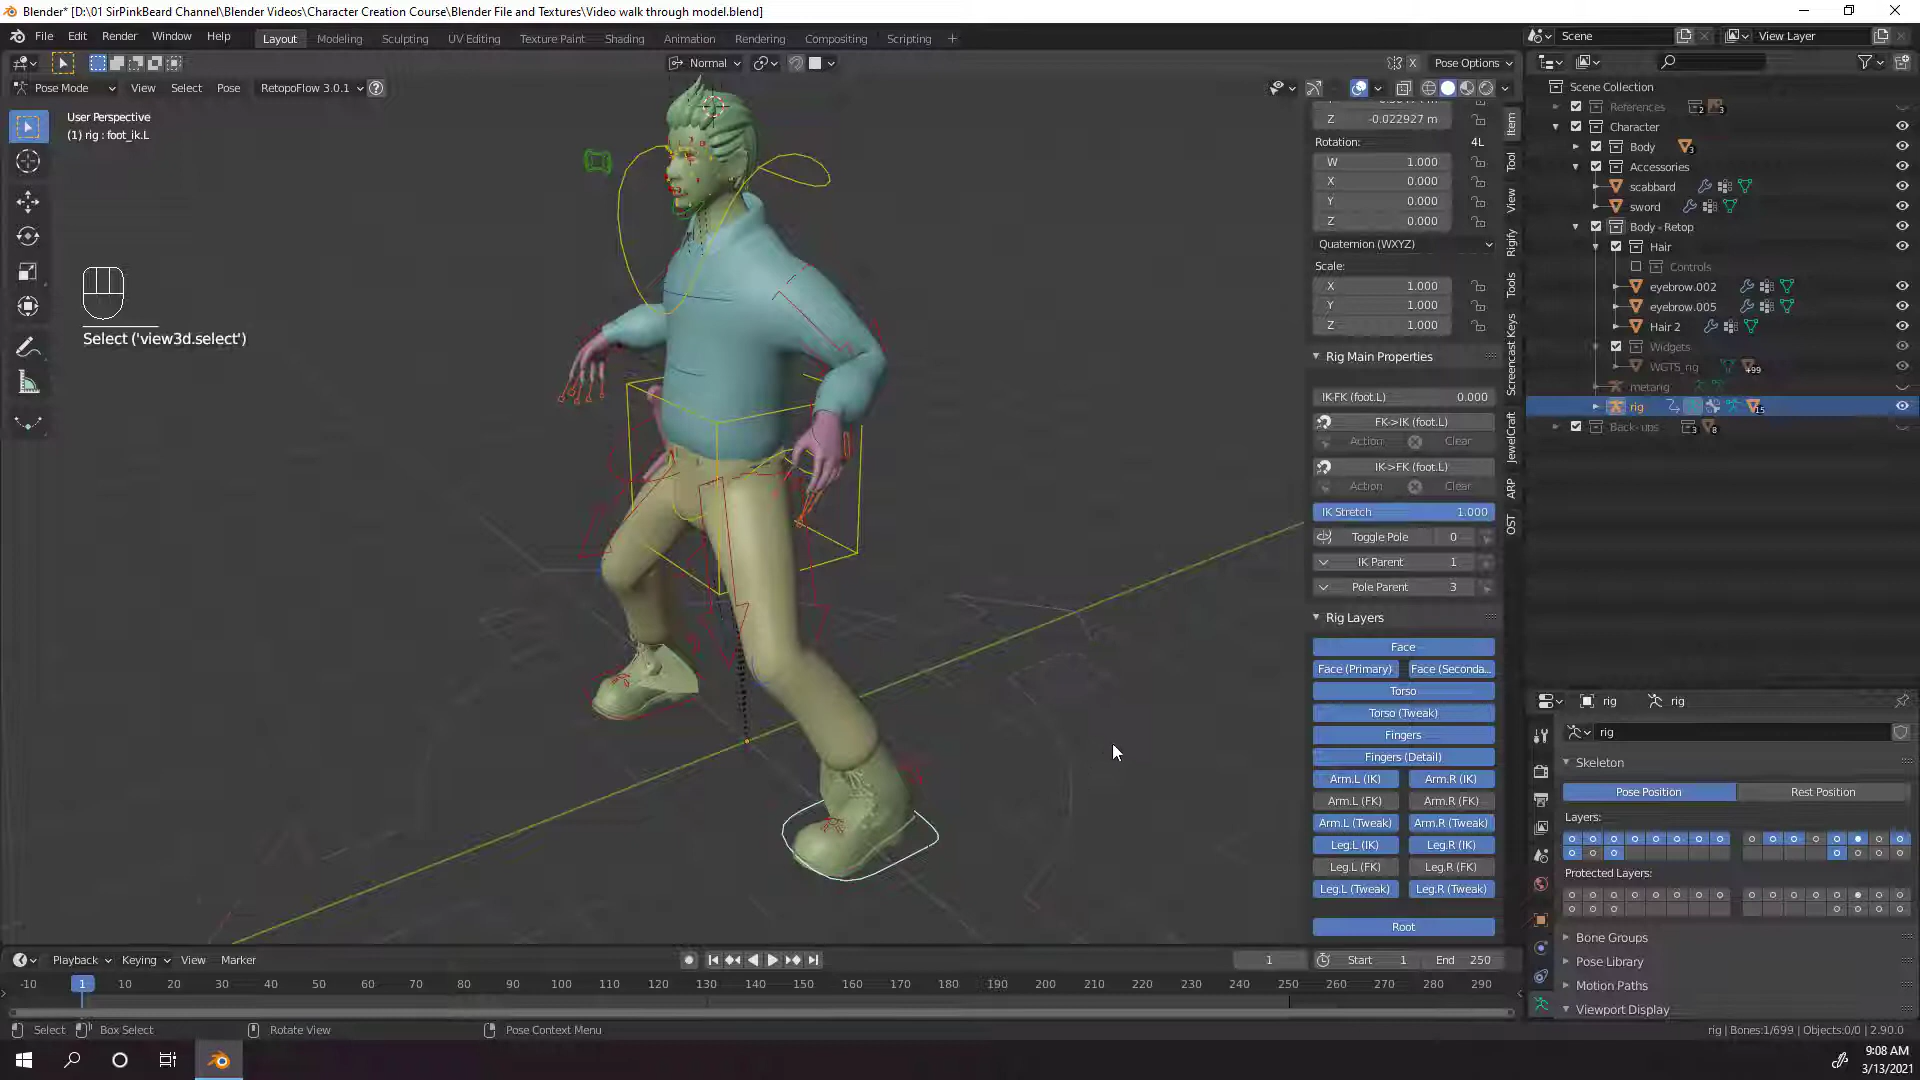 Blender* [D:\01 SirPinkBeard Channel\Blender Videos\Character Creation Course\Blender File and Textures\Video walk through model.blend]
File Edit Render Window Help
Layout Modeling Sculpting UV Editing Texture Paint Shading Animation Rendering Compositing Scripting
Scene
View Layer
Normal
Pose Options
Pose Mode View Select Pose RetopoFlow 3.0.1
User Perspective
(1) rig : foot_ik.L
Select ('view3d.select')
Z -0.022927 m
Rotation: 4L
W 1.000
X 0.000
Y 0.000
Z 0.000
Quaternion (WXYZ)
Scale:
X 1.000
Y 1.000
Z 1.000
Rig Main Properties
IK-FK (foot.L) 0.000
FK->IK (foot.L)
Action Clear
IK->FK (foot.L)
Action Clear
IK Stretch 1.000
Toggle Pole 0
IK Parent 1
Pole Parent 3
Rig Layers
Face
Face (Primary) Face (Seconda...
Torso
Torso (Tweak)
Fingers
Fingers (Detail)
Arm.L (IK) Arm.R (IK)
Arm.L (FK) Arm.R (FK)
Arm.L (Tweak) Arm.R (Tweak)
Leg.L (IK) Leg.R (IK)
Leg.L (FK) Leg.R (FK)
Leg.L (Tweak) Leg.R (Tweak)
Root
Item
Tool
View
Rigify
Tools
Screencast Keys
JewelCraft
ARP
OST
Scene Collection
References 2 3
Character
Body 3
Accessories
scabbard
sword
Body - Retop
Hair
Controls
eyebrow.002
eyebrow.005
Hair 2
Widgets
WGTS_rig +99
metarig
rig 15
Back-ups 3 8
rig rig
rig
Skeleton
Pose Position Rest Position
Layers:
Protected Layers:
Bone Groups
Pose Library
Motion Paths
Viewport Display
Playback Keying View Marker
1 Start 1 End 250
-10 1 10 20 30 40 50 60 70 80 90 100 110 120 130 140 150 160 170 180 190 200 210 220 230 240 250 260 270 280 290
Select Box Select Rotate View Pose Context Menu
rig | Bones:1/699 | Objects:0/0 | 2.90.0
9:08 AM
3/13/2021